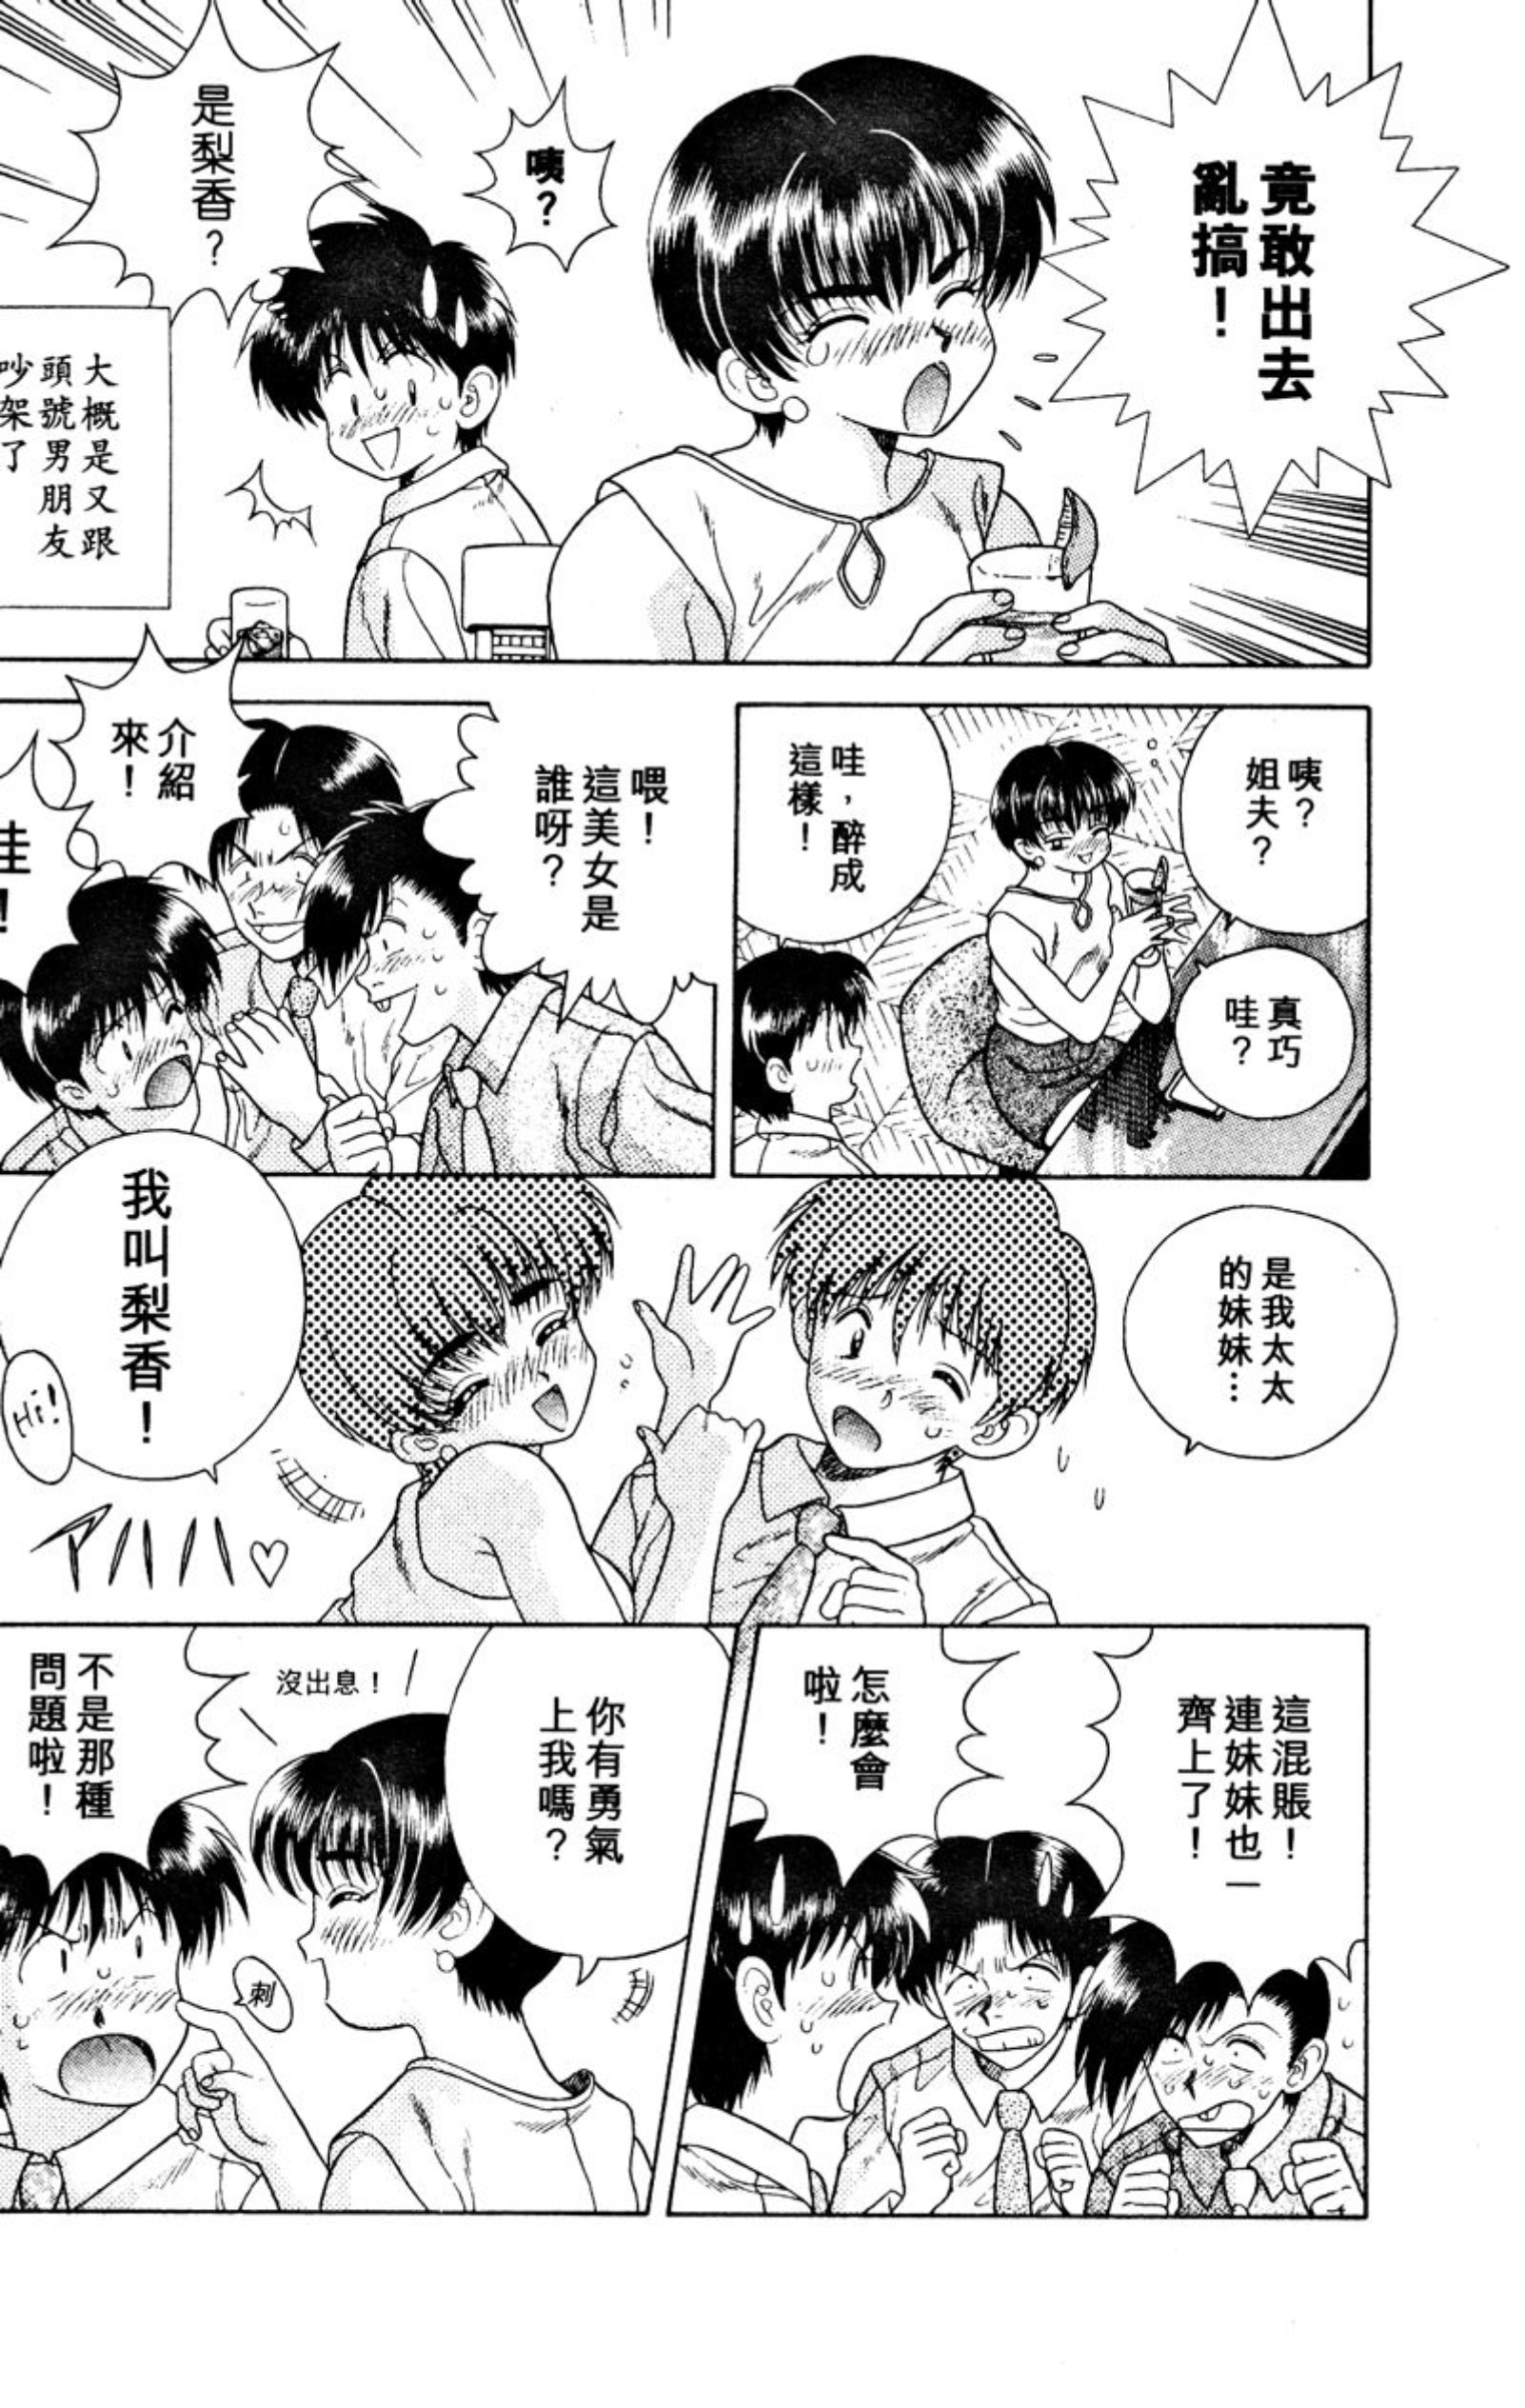 竟敢出去
亂搞！
咦？
是梨香？
大概是又跟
頭號男朋友
吵架了
咦？
姐夫？
真巧
哇？
哇，醉成
這樣！
喂！
這美女是
誰呀？
介紹
來！
哇！
是我太太
的妹妹…
我叫梨香！
Hi!
アハハハ♡
這混賬！
連妹妹也一
齊上了！
怎麼會
啦！
你有勇氣
上我嗎？
沒出息！
刺
不是那種
問題啦！